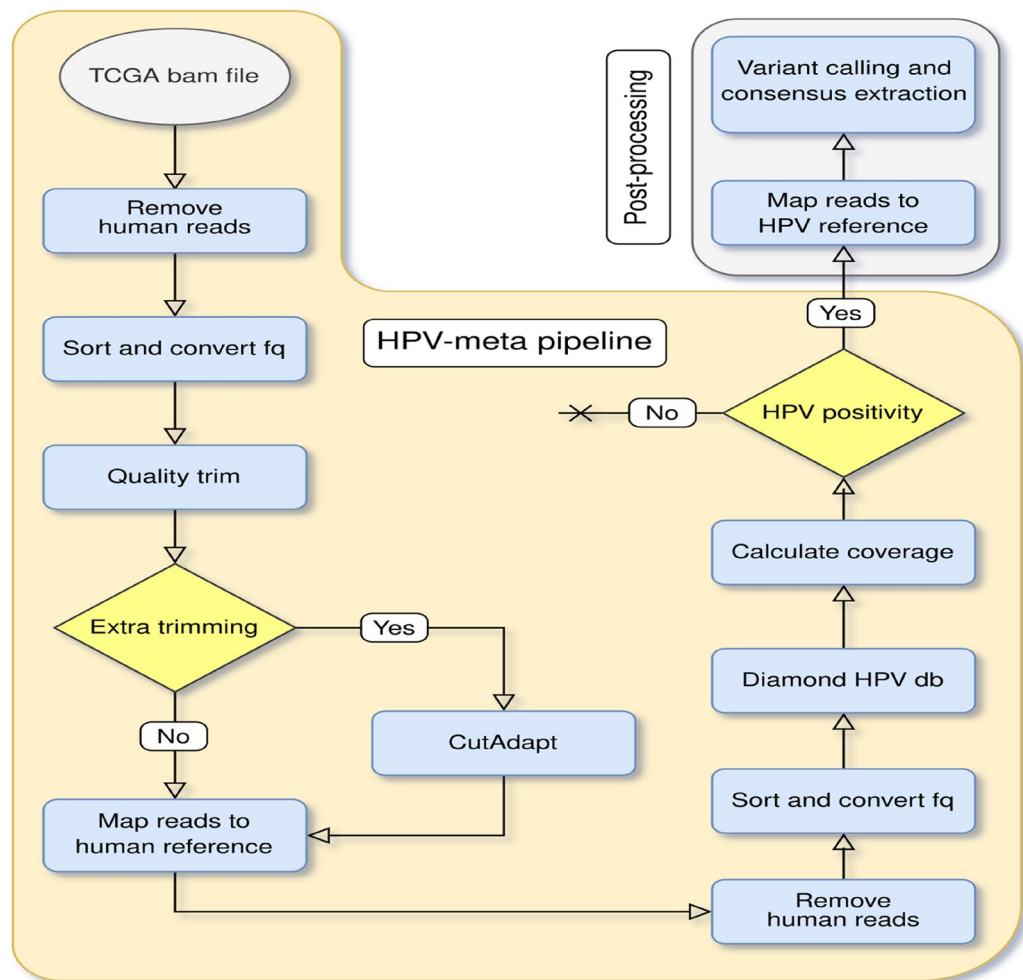 TCGA bam file
Remove
human reads
Sort and convert fq
Quality trim
Extra trimming
Yes
No
CutAdapt
Map reads to
human reference
HPV-meta pipeline
Remove
human reads
Sort and convert fq
Diamond HPV db
Calculate coverage
HPV positivity
No
Yes
Post-processing
Map reads to
HPV reference
Variant calling and
consensus extraction